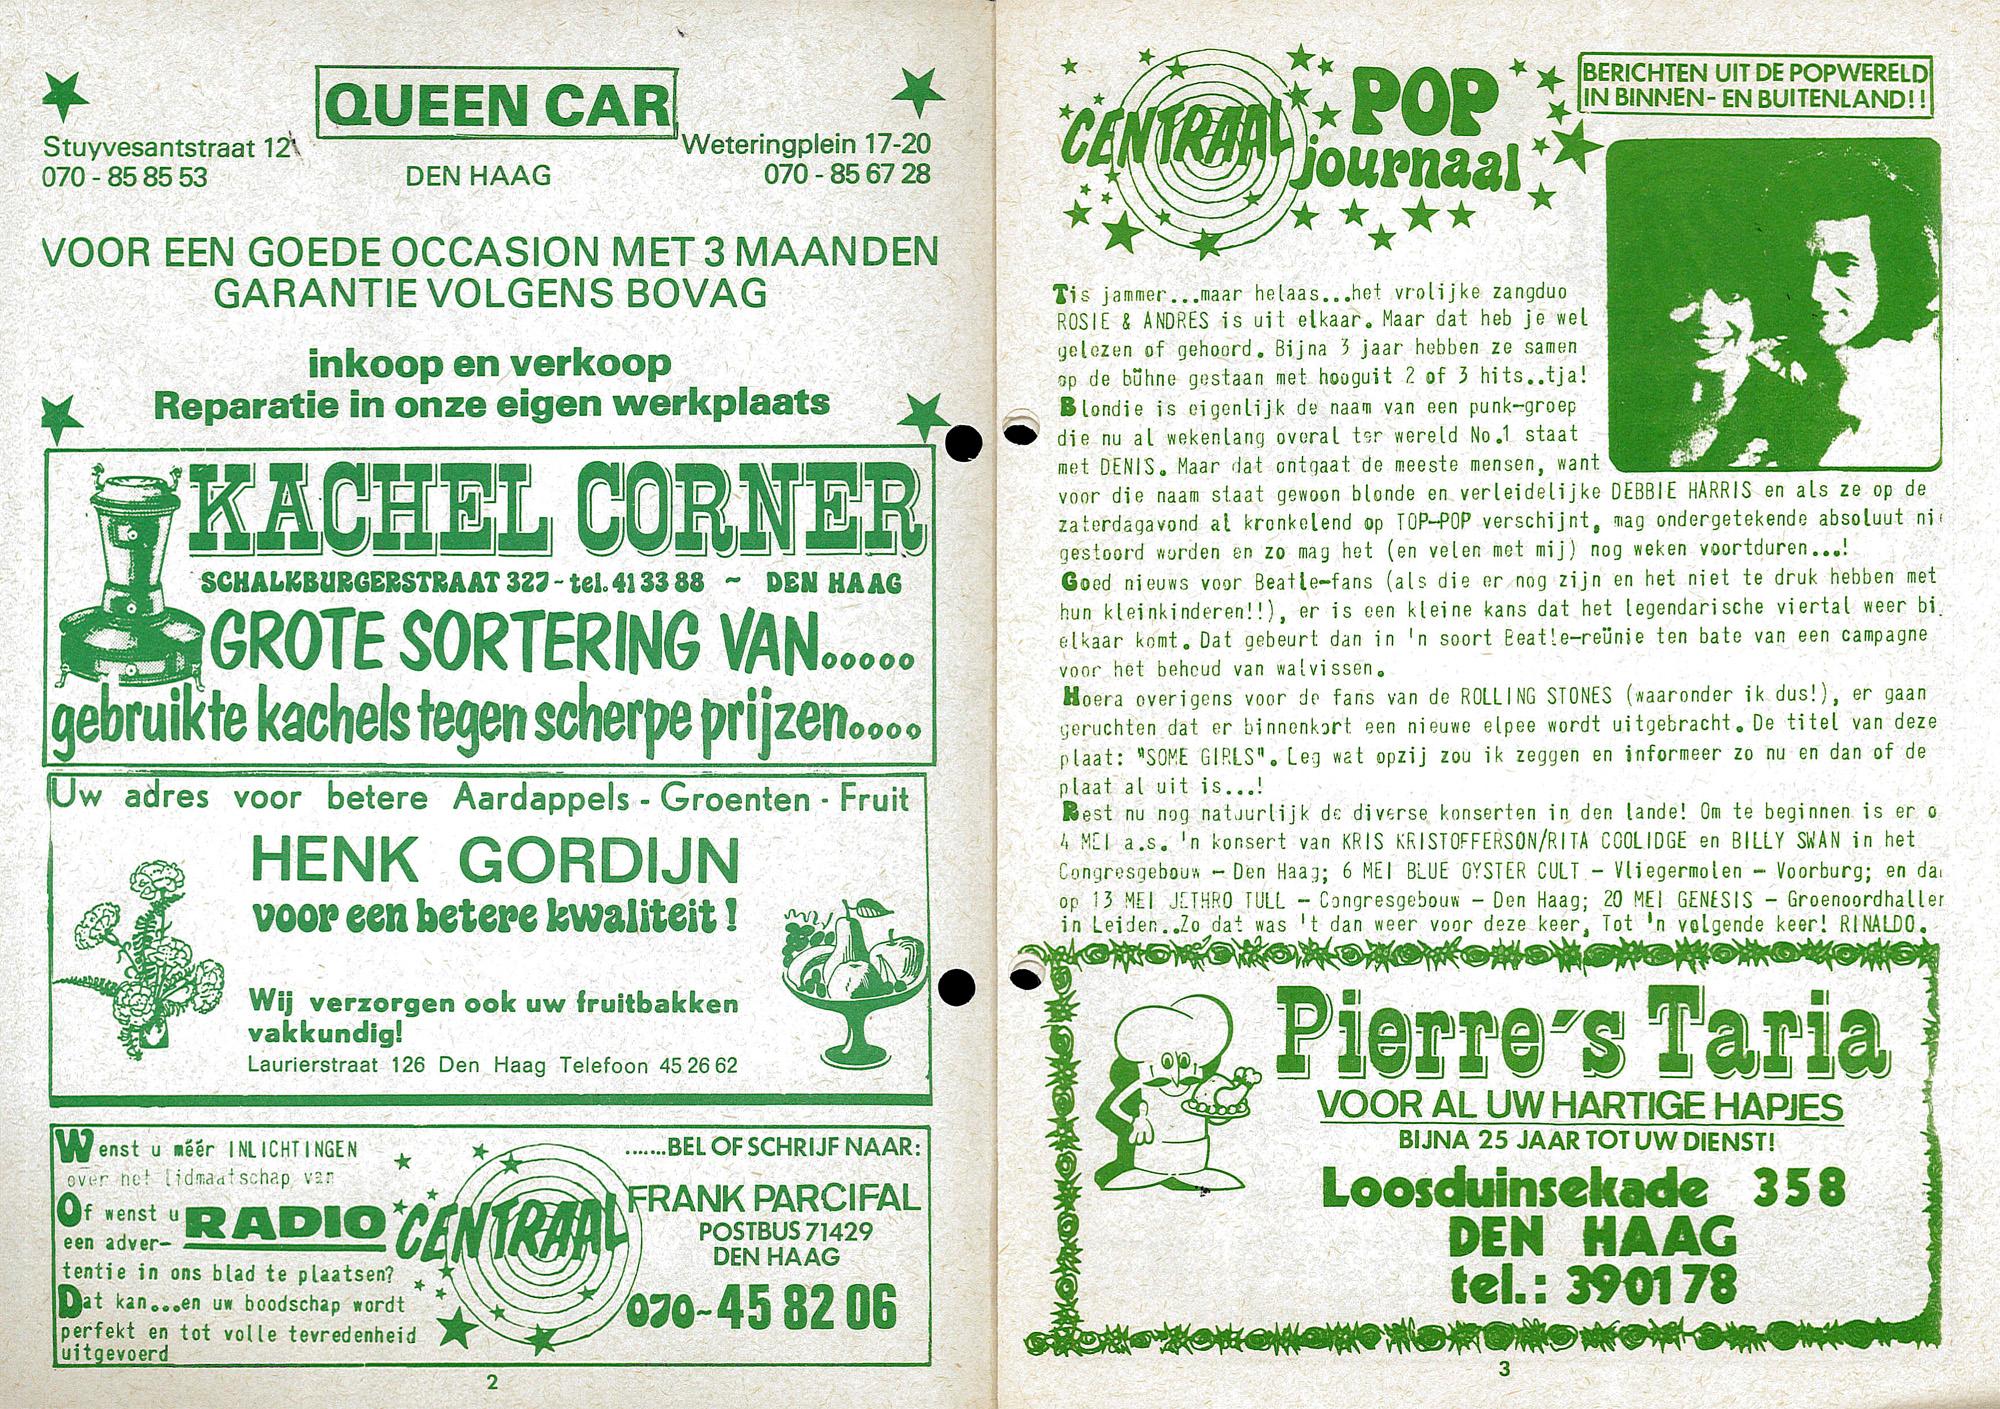 QUEEN CAR
Stuyvesantstraat 12
070 - 85 85 53
DEN HAAG
Weteringplein 17-20
070 - 85 67 28
VOOR EEN GOEDE OCCASION MET 3 MAANDEN
GARANTIE VOLGENS BOVAG
inkoop en verkoop
Reparatie in onze eigen werkplaats
KACHEL CORNER
SCHALKBURGERSTRAAT 327 - tel. 41 33 88 ~ DEN HAAG
GROTE SORTERING VAN.....
gebruikte kachels tegen scherpe prijzen....
Uw adres voor betere Aardappels - Groenten - Fruit
HENK GORDIJN
voor een betere kwaliteit !
Wij verzorgen ook uw fruitbakken
vakkundig!
Laurierstraat 126 Den Haag Telefoon 45 26 62
Wenst u méér INLICHTINGEN
over het lidmaatschap van
RADIO CENTRAAL
Of wenst u
een adver-
tentie in ons blad te plaatsen?
Dat kan...en uw boodschap wordt
perfekt en tot volle tevredenheid
uitgevoerd
.......BEL OF SCHRIJF NAAR:
FRANK PARCIFAL
POSTBUS 71429
DEN HAAG
070~45 82 06
2
CENTRAAL
POP
journaal
BERICHTEN UIT DE POPWERELD
IN BINNEN- EN BUITENLAND!!
Tis jammer...maar helaas...het vrolijke zangduo
ROSIE & ANDRES is uit elkaar. Maar dat heb je wel
gelezen of gehoord. Bijna 3 jaar hebben ze samen
op de bühne gestaan met hooguit 2 of 3 hits..tja!
Blondie is eigenlijk de naam van een punk-groep
die nu al wekenlang overal ter wereld No.1 staat
met DENIS. Maar dat ontgaat de meeste mensen, want
voor die naam staat gewoon blonde en verleidelijke DEBBIE HARRIS en als ze op de
zaterdagavond al kronkelend op TOP-POP verschijnt, mag ondergetekende absoluut ni
gestoord worden en zo mag het (en velen met mij) nog weken voortduren...!
Goed nieuws voor Beatle-fans (als die er nog zijn en het niet te druk hebben met
hun kleinkinderen!!), er is een kleine kans dat het legendarische viertal weer bi
elkaar komt. Dat gebeurt dan in 'n soort Beatle-reünie ten bate van een campagne
voor het behoud van walvissen.
Hoera overigens voor de fans van de ROLLING STONES (waaronder ik dus!), er gaan
geruchten dat er binnenkort een nieuwe elpee wordt uitgebracht. De titel van deze
plaat: "SOME GIRLS". Leg wat opzij zou ik zeggen en informeer zo nu en dan of de
plaat al uit is...!
Rest nu nog natuurlijk de diverse konserten in den lande! Om te beginnen is er o
4 MEI a.s. 'n konsert van KRIS KRISTOFFERSON/RITA COOLIDGE en BILLY SWAN in het
Congresgebouw - Den Haag; 6 MEI BLUE OYSTER CULT - Vliegermolen - Voorburg; en da
op 13 MEI JETHRO TULL - Congresgebouw - Den Haag; 20 MEI GENESIS - Groenoordhallen
in Leiden..Zo dat was 't dan weer voor deze keer, Tot 'n volgende keer! RINALDO.
Pierre's Taria
VOOR AL UW HARTIGE HAPJES
BIJNA 25 JAAR TOT UW DIENST!
Loosduinsekade 358
DEN HAAG
tel.: 390178
3